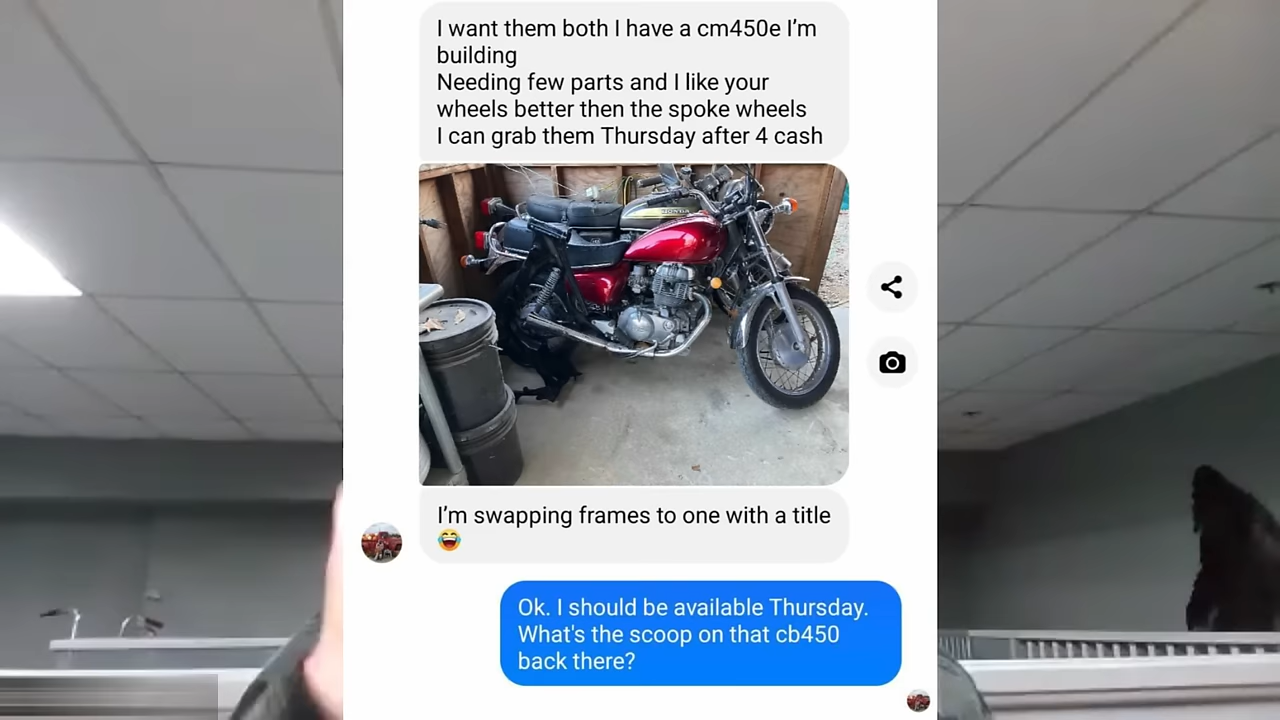 I want them both I have a cm450e I’m
building
Needing few parts and I like your
wheels better then the spoke wheels
I can grab them Thursday after 4 cash
HONDA
I’m swapping frames to one with a title
😂
Ok. I should be available Thursday.
What's the scoop on that cb450
back there?